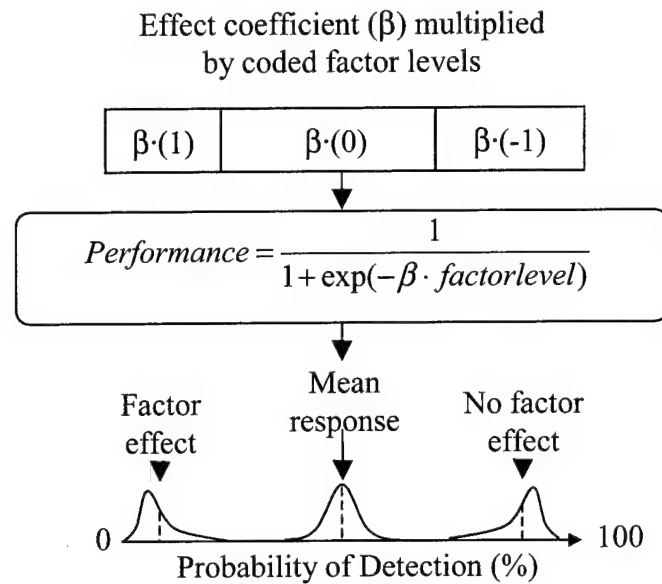 Effect coefficient (β) multiplied
by coded factor levels
β·(1) β·(0) β·(-1)
Performance = 1 / 1 + exp(-β · factorlevel)
Factor
effect
Mean
response
No factor
effect
0 100
Probability of Detection (%)